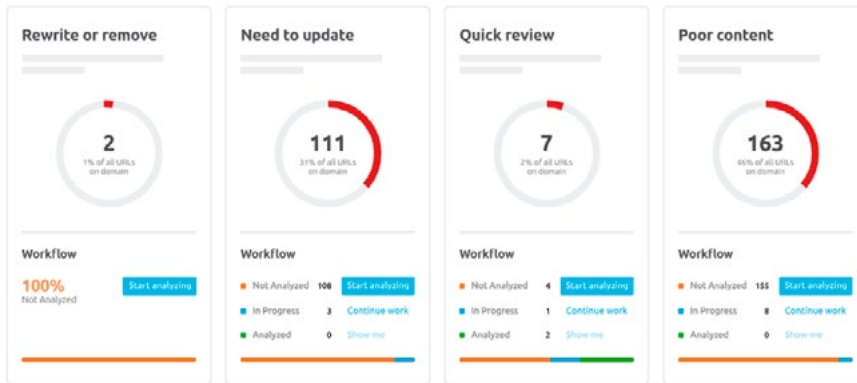 Rewrite or remove
2
1% of all URLs
on domain
Workflow
100%
Not Analyzed
Start analyzing
Need to update
111
31% of all URLs
on domain
Workflow
Not Analyzed 108 Start analyzing
In Progress 3 Continue work
Analyzed 0 Show me
Quick review
7
2% of all URLs
on domain
Workflow
Not Analyzed 4 Start analyzing
In Progress 1 Continue work
Analyzed 2 Show me
Poor content
163
46% of all URLs
on domain
Workflow
Not Analyzed 155 Start analyzing
In Progress 8 Continue work
Analyzed 0 Show me